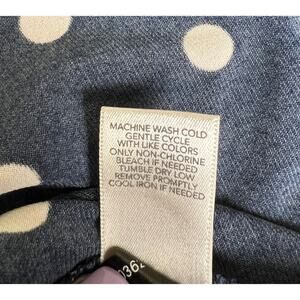 MACHINE WASH COLD
GENTLE CYCLE
WITH LIKE COLORS
ONLY NON-CHLORINE
BLEACH IF NEEDED
TUMBLE DRY LOW
REMOVE PROMPTLY
COOL IRON IF NEEDED